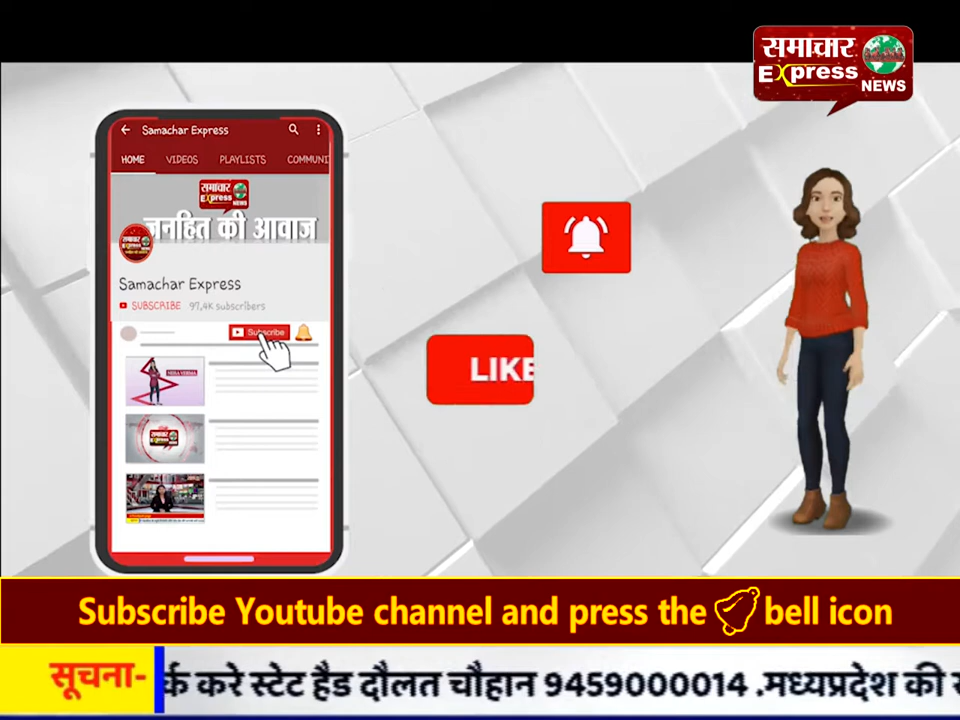 समाचार
Express
NEWS
Samachar Express
HOME VIDEOS PLAYLISTS COMMUNI
समाचार
Express
NEWS
जनहित की आवाज
Samachar Express
SUBSCRIBE 97.4K subscribers
Subscribe
LIKE
Subscribe Youtube channel and press the bell icon
सूचना- र्क करे स्टेट हैड दौलत चौहान 9459000014 .मध्यप्रदेश की